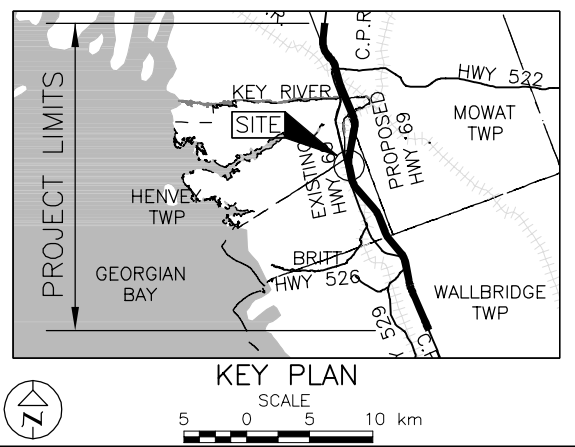 C.P.R.
HWY 522
KEY RIVER
PROJECT LIMITS
SITE
MOWAT
TWP
PROPOSED
HWY. 69
EXISTING
HWY 69
HENVEY
TWP
BRITT
HWY 526
GEORGIAN
BAY
WALLBRIDGE
TWP
Y 529
KEY PLAN
SCALE
5 0 5 10 km
N